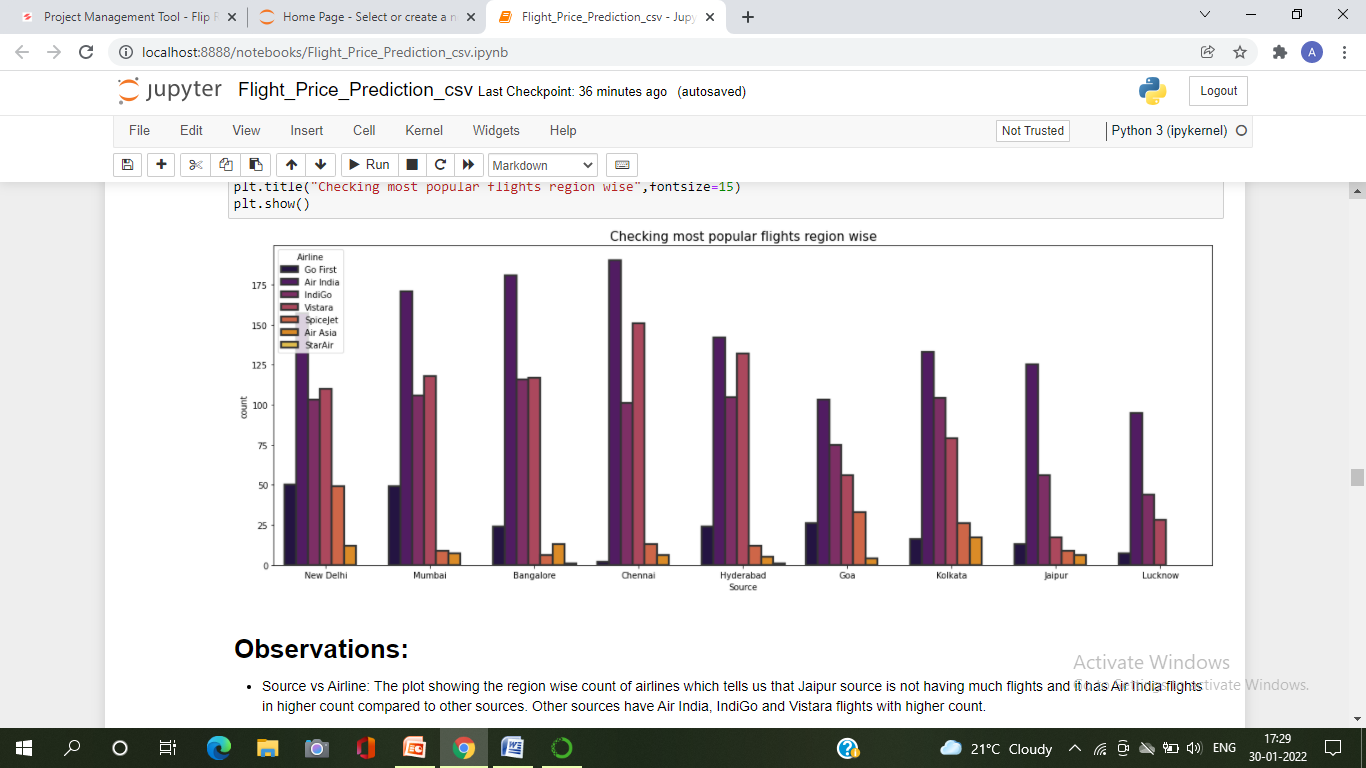 Project Management Tool - Flip R
Home Page - Select or create a n
Flight_Price_Prediction_csv - Jupy
localhost:8888/notebooks/Flight_Price_Prediction_csv.ipynb
A
jupyter Flight_Price_Prediction_csv Last Checkpoint: 36 minutes ago (autosaved)
Logout
File Edit View Insert Cell Kernel Widgets Help
Not Trusted
Python 3 (ipykernel)
Run
Markdown
plt.title("Checking most popular flights region wise",fontsize=15)
plt.show()
Checking most popular flights region wise
Airline
Go First
Air India
IndiGo
Vistara
SpiceJet
Air Asia
StarAir
175
150
125
100
75
50
25
0
count
New Delhi Mumbai Bangalore Chennai Hyderabad Goa Kolkata Jaipur Lucknow
Source
Observations:
• Source vs Airline: The plot showing the region wise count of airlines which tells us that Jaipur source is not having much flights and it has Air India flights
in higher count compared to other sources. Other sources have Air India, IndiGo and Vistara flights with higher count.
Activate Windows
Go to Settings to activate Windows.
21°C Cloudy
ENG
17:29
30-01-2022